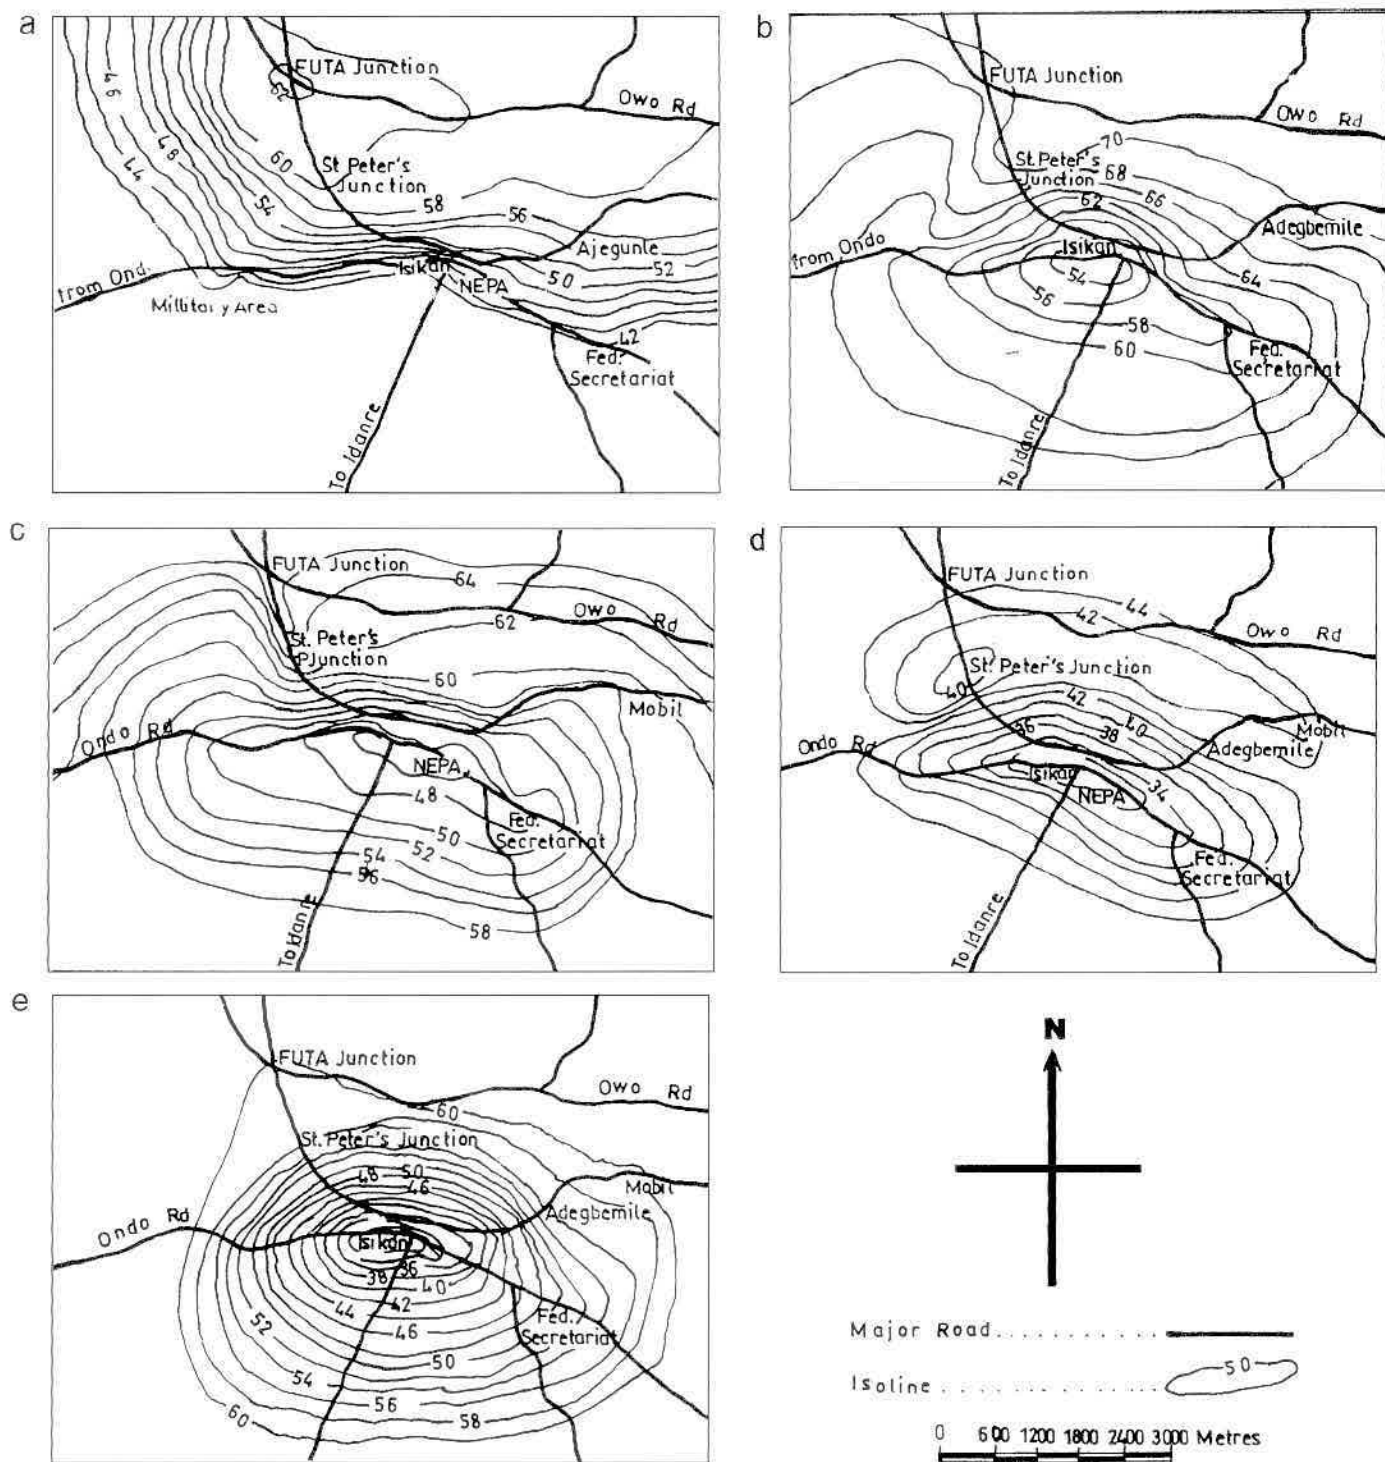 a
46
48
44
54
62
FUTA Junction
Owo Rd
60
St. Peter's
Junction
58
56
Ajegunle
50
52
from Ond.
Isikan
NEPA
Millitary Area
42
Fed.
Secretariat
To Idanre
b
FUTA Junction
Owo Rd
70
St. Peter's
Junction
68
66
62
Adegbemile
from Ondo
Isikan
54
64
56
58
60
Fed.
Secretariat
To Idanre
c
FUTA Junction
64
Owo Rd
62
St. Peter's
PJunction
60
Mobil
Ondo Rd
NEPA
48
Fed.
Secretariat
50
52
54
56
58
To Idanre
d
FUTA Junction
44
42
Owo Rd
St. Peter's Junction
40
42
40
36
38
Mobil
Adegbemile
Ondo Rd
Isikan
NEPA
34
Fed.
Secretariat
To Idanre
e
FUTA Junction
Owo Rd
60
St. Peter's Junction
50
48
46
Mobil
Adegbemile
Ondo Rd
Isikan
36
38
40
44
42
46
Fed.
Secretariat
52
50
54
56
58
60
N
Major Road
Isoline
50
0 600 1200 1800 2400 3000 Metres